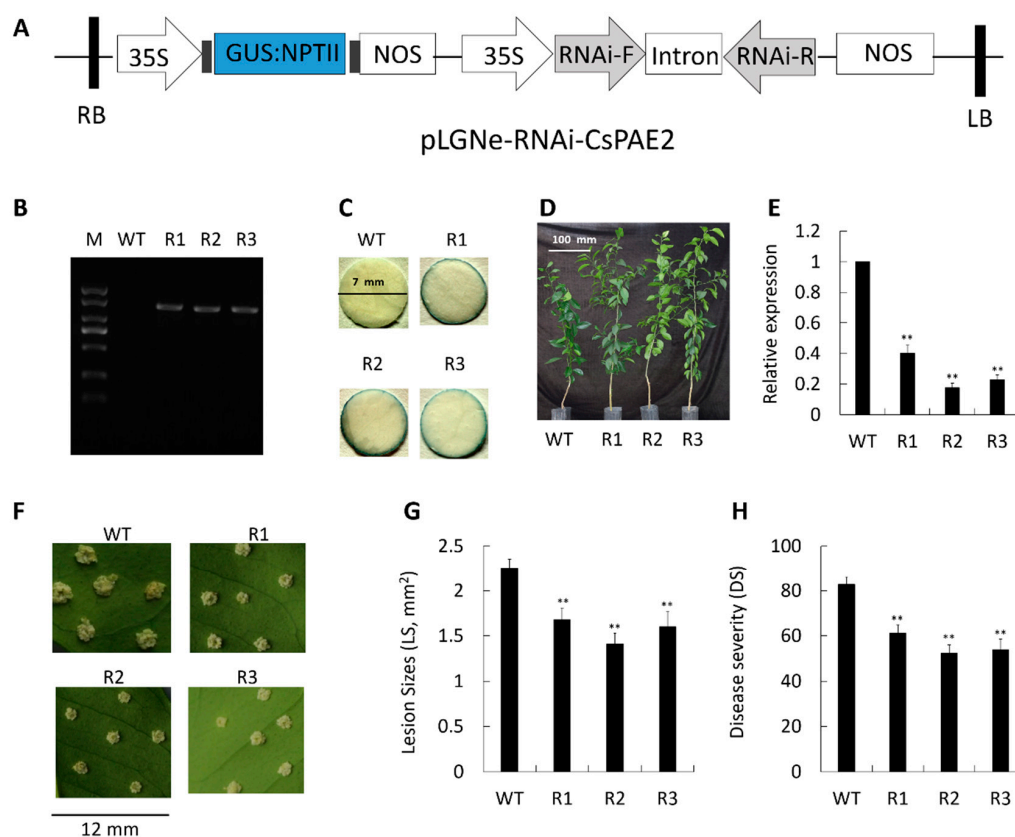 A
35S GUS:NPTII NOS 35S RNAi-F Intron RNAi-R NOS
RB LB
pLGNe-RNAi-CsPAE2
B
M WT R1 R2 R3
C
WT R1
7 mm
R2 R3
D
100 mm
WT R1 R2 R3
E
Relative expression
1.2
1
0.8
0.6
0.4
0.2
0
** ** **
WT R1 R2 R3
F
WT R1
R2 R3
12 mm
G
Lesion Sizes (LS, mm²)
2.5
2
1.5
1
0.5
0
** ** **
WT R1 R2 R3
H
Disease severity (DS)
100
80
60
40
20
0
** ** **
WT R1 R2 R3